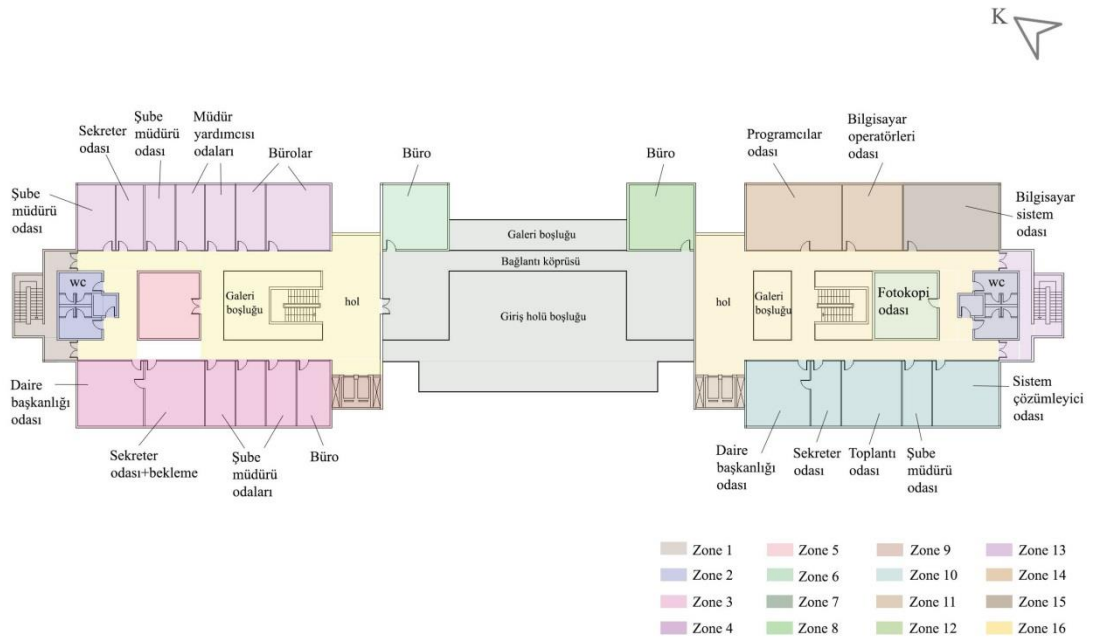 K
Sekreter
odası
Şube
müdürü
odası
Müdür
yardımcısı
odaları
Bürolar
Büro
Büro
Programcılar
odası
Bilgisayar
operatörleri
odası
Şube
müdürü
odası
Bilgisayar
sistem
odası
Galeri boşluğu
Bağlantı köprüsü
wc
Galeri
boşluğu
hol
Giriş holü boşluğu
hol
Galeri
boşluğu
Fotokopi
odası
wc
Daire
başkanlığı
odası
Sekreter
odası+bekleme
Şube
müdürü
odaları
Büro
Daire
başkanlığı
odası
Sekreter
odası
Toplantı
odası
Şube
müdürü
odası
Sistem
çözümleyici
odası
Zone 1
Zone 5
Zone 9
Zone 13
Zone 2
Zone 6
Zone 10
Zone 14
Zone 3
Zone 7
Zone 11
Zone 15
Zone 4
Zone 8
Zone 12
Zone 16